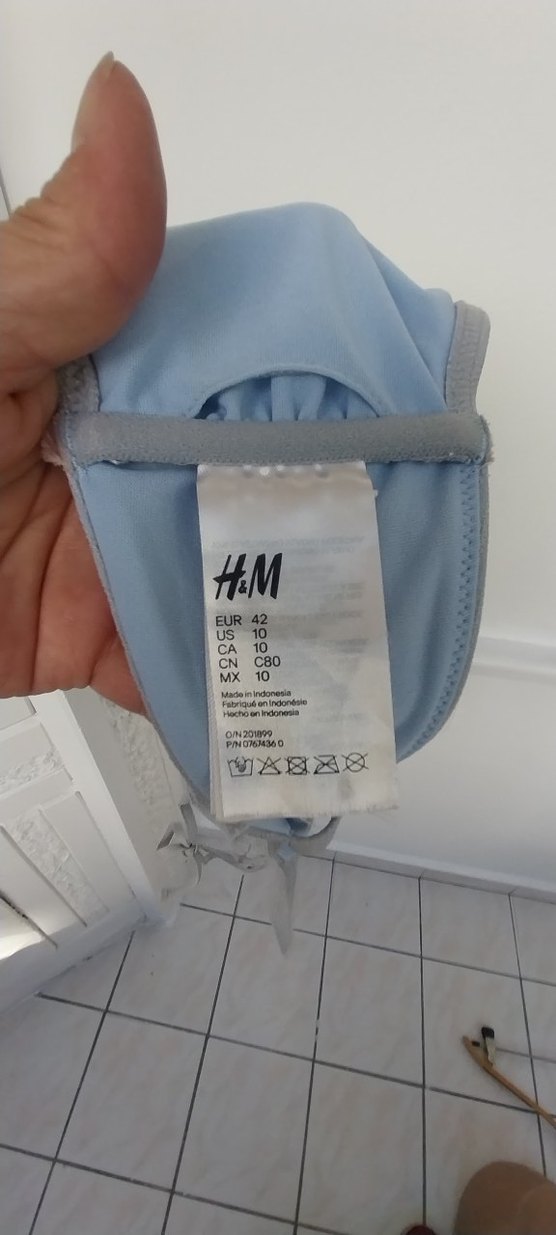 H&M
EUR 42
US 10
CA 10
CN C80
MX 10
Made in Indonesia
Fabriqué en Indonésie
Hecho en Indonesia
O/N 201899
P/N 0767436 0